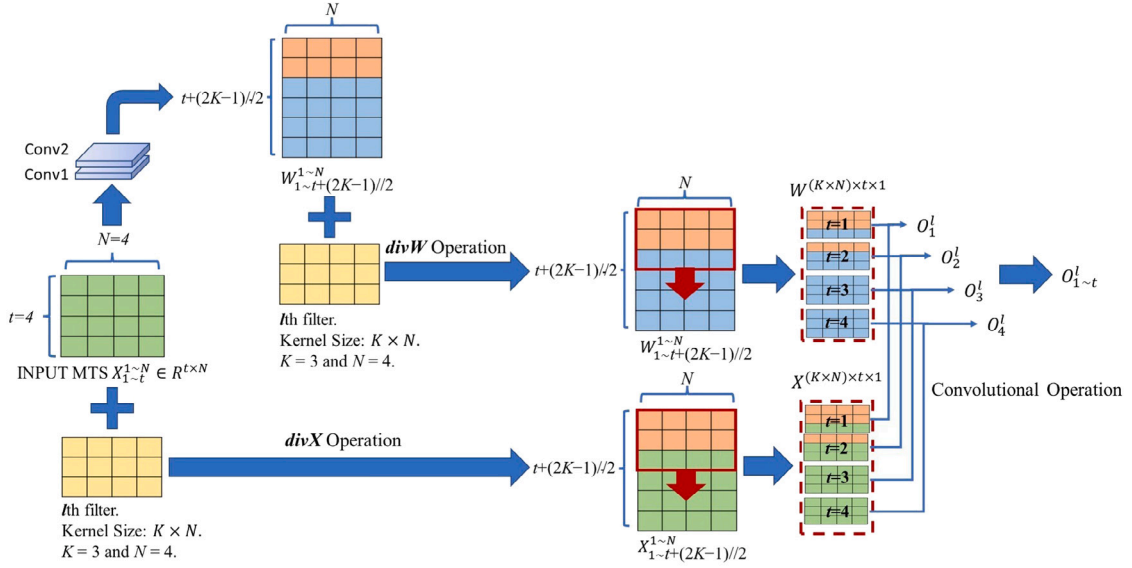 N
t+(2K−1)//2
Conv2
Conv1
W^{1~N}_{1~t+(2K−1)//2}
N=4
t=4
INPUT MTS X^{1~N}_{1~t} ∈ R^{t×N}
divW Operation
lth filter.
Kernel Size: K × N.
K = 3 and N = 4.
N
t+(2K−1)//2
W^{1~N}_{1~t+(2K−1)//2}
W^{(K×N)×t×1}
t=1
t=2
t=3
t=4
O^l_1
O^l_2
O^l_3
O^l_4
O^l_{1~t}
divX Operation
lth filter.
Kernel Size: K × N.
K = 3 and N = 4.
N
t+(2K−1)//2
X^{1~N}_{1~t+(2K−1)//2}
X^{(K×N)×t×1}
t=1
t=2
t=3
t=4
Convolutional Operation